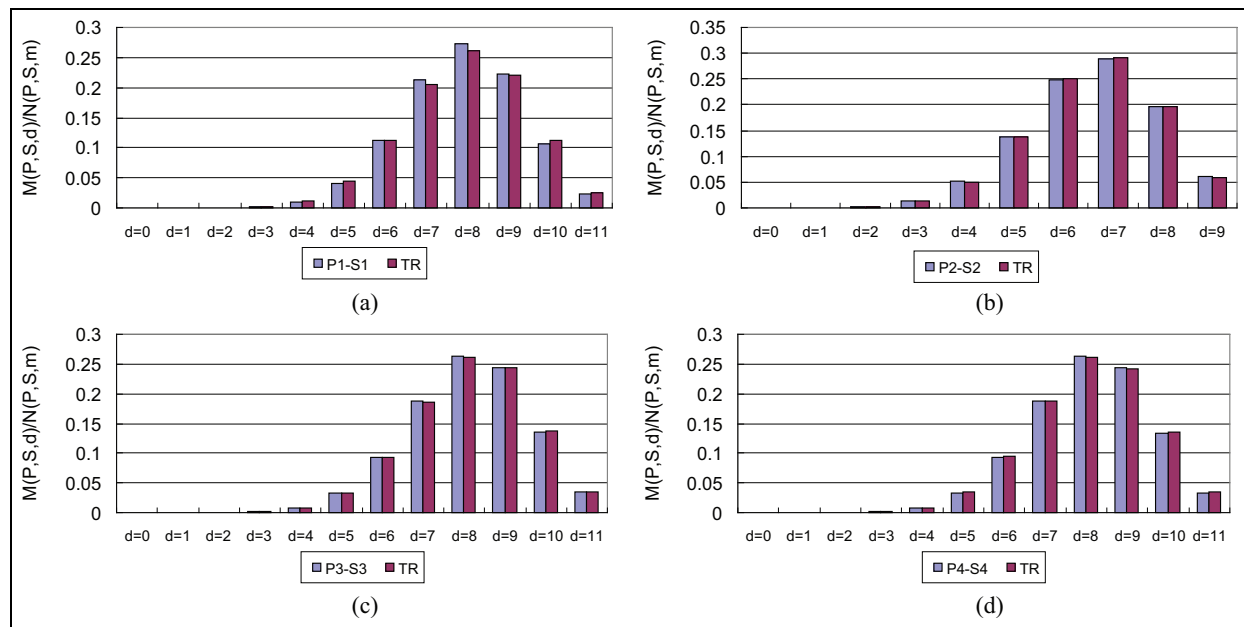 M(P,S,d)/N(P,S,m)
0.3
0.25
0.2
0.15
0.1
0.05
0
d=0 d=1 d=2 d=3 d=4 d=5 d=6 d=7 d=8 d=9 d=10 d=11
P1-S1 TR
(a)
M(P,S,d)/N(P,S,m)
0.35
0.3
0.25
0.2
0.15
0.1
0.05
0
d=0 d=1 d=2 d=3 d=4 d=5 d=6 d=7 d=8 d=9
P2-S2 TR
(b)
M(P,S,d)/N(P,S,m)
0.3
0.25
0.2
0.15
0.1
0.05
0
d=0 d=1 d=2 d=3 d=4 d=5 d=6 d=7 d=8 d=9 d=10 d=11
P3-S3 TR
(c)
M(P,S,d)/N(P,S,m)
0.3
0.25
0.2
0.15
0.1
0.05
0
d=0 d=1 d=2 d=3 d=4 d=5 d=6 d=7 d=8 d=9 d=10 d=11
P4-S4 TR
(d)